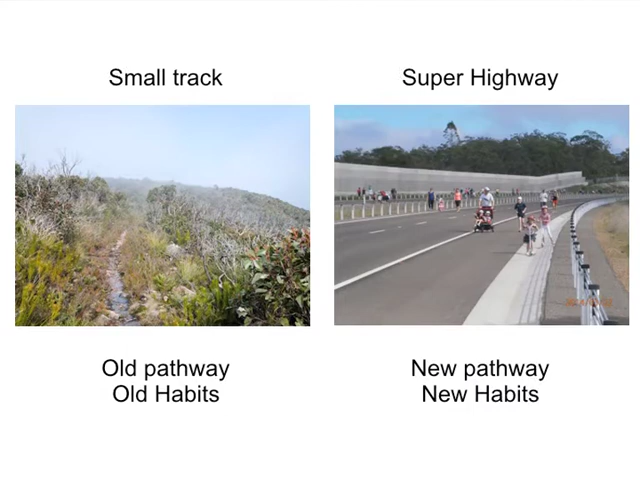 Small track
Super Highway
Old pathway
Old Habits
New pathway
New Habits